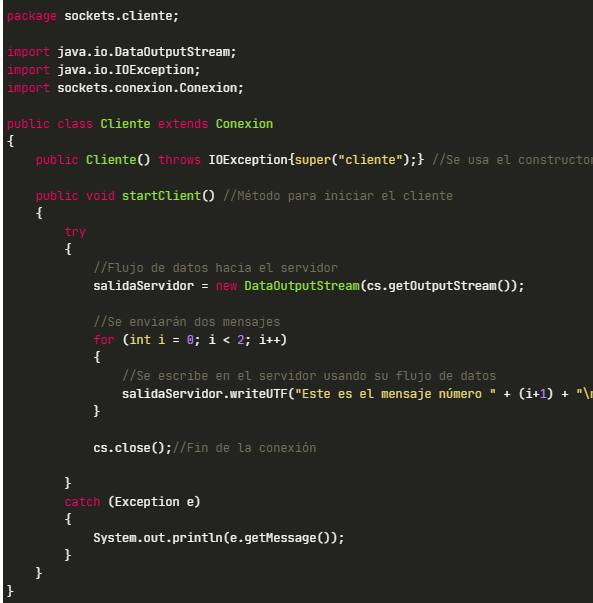 package sockets.cliente;
import java.io.DataOutputStream;
import java.io.IOException;
import sockets.conexion.Conexion;
public class Cliente extends Conexion
{
public Cliente() throws IOException{super("cliente");} //Se usa el constructor
public void startClient() //Método para iniciar el cliente
{
try
{
//Flujo de datos hacia el servidor
salidaServidor = new DataOutputStream(cs.getOutputStream());
//Se enviarán dos mensajes
for (int i = 0; i < 2; i++)
{
//Se escribe en el servidor usando su flujo de datos
salidaServidor.writeUTF("Este es el mensaje número " + (i+1) + "\n
}
cs.close();//Fin de la conexión
}
catch (Exception e)
{
System.out.println(e.getMessage());
}
}
}